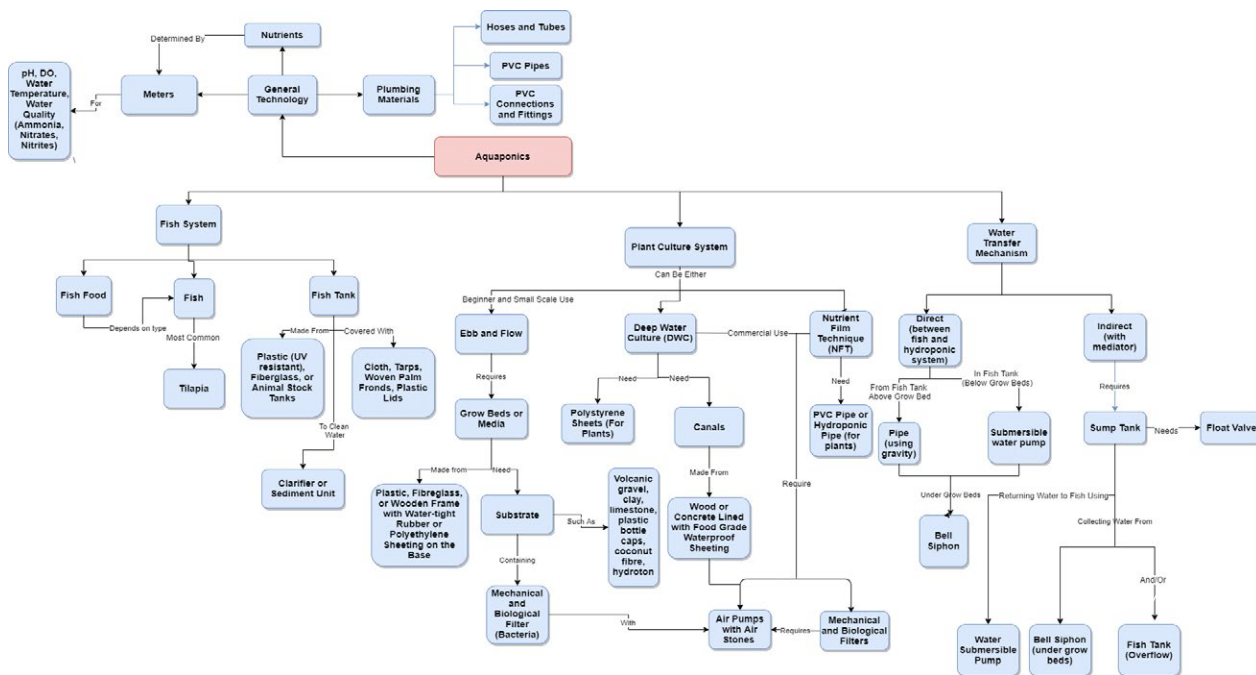 Nutrients
Determined By
Hoses and Tubes
PVC Pipes
pH, DO,
Water
Temperature,
Water
Quality
(Ammonia,
Nitrates,
Nitrites)
\
For
Meters
General
Technology
Plumbing
Materials
PVC
Connections
and Fittings
Aquaponics
Fish System
Plant Culture System
Water
Transfer
Mechanism
Can Be Either
Fish Food
Depends on type
Fish
Most Common
Tilapia
Fish Tank
Made From
Covered With
Plastic (UV
resistant),
Fiberglass, or
Animal Stock
Tanks
Cloth, Tarps,
Woven Palm
Fronds, Plastic
Lids
To Clean
Water
Clarifier or
Sediment Unit
Beginner and Small Scale Use
Ebb and Flow
Requires
Grow Beds or
Media
Made from
Need
Plastic, Fibreglass,
or Wooden Frame
with Water-tight
Rubber or
Polyethylene
Sheeting on the
Base
Substrate
Such As
Volcanic
gravel,
clay,
limestone,
plastic
bottle
caps,
coconut
fibre,
hydroton
Containing
Mechanical
and Biological
Filter
(Bacteria)
With
Deep Water
Culture (DWC)
Commercial Use
Need
Need
Polystyrene
Sheets (For
Plants)
Canals
Made From
Wood or
Concrete Lined
with Food Grade
Waterproof
Sheeting
Require
Air Pumps
with Air
Stones
Requires
Mechanical
and Biological
Filters
Nutrient
Film
Technique
(NFT)
Need
PVC Pipe or
Hydroponic
Pipe (for
plants)
Direct
(between
fish and
hydroponic
system)
From Fish Tank
Above Grow Bed
In Fish Tank
(Below Grow Beds)
Pipe
(using
gravity)
Submersible
water pump
Under Grow Beds
Bell
Siphon
Indirect
(with
mediator)
Requires
Sump Tank
Needs
Float Valve
Returning Water to Fish Using
Collecting Water From
And/Or
Water
Submersible
Pump
Bell Siphon
(under grow
beds)
Fish Tank
(Overflow)